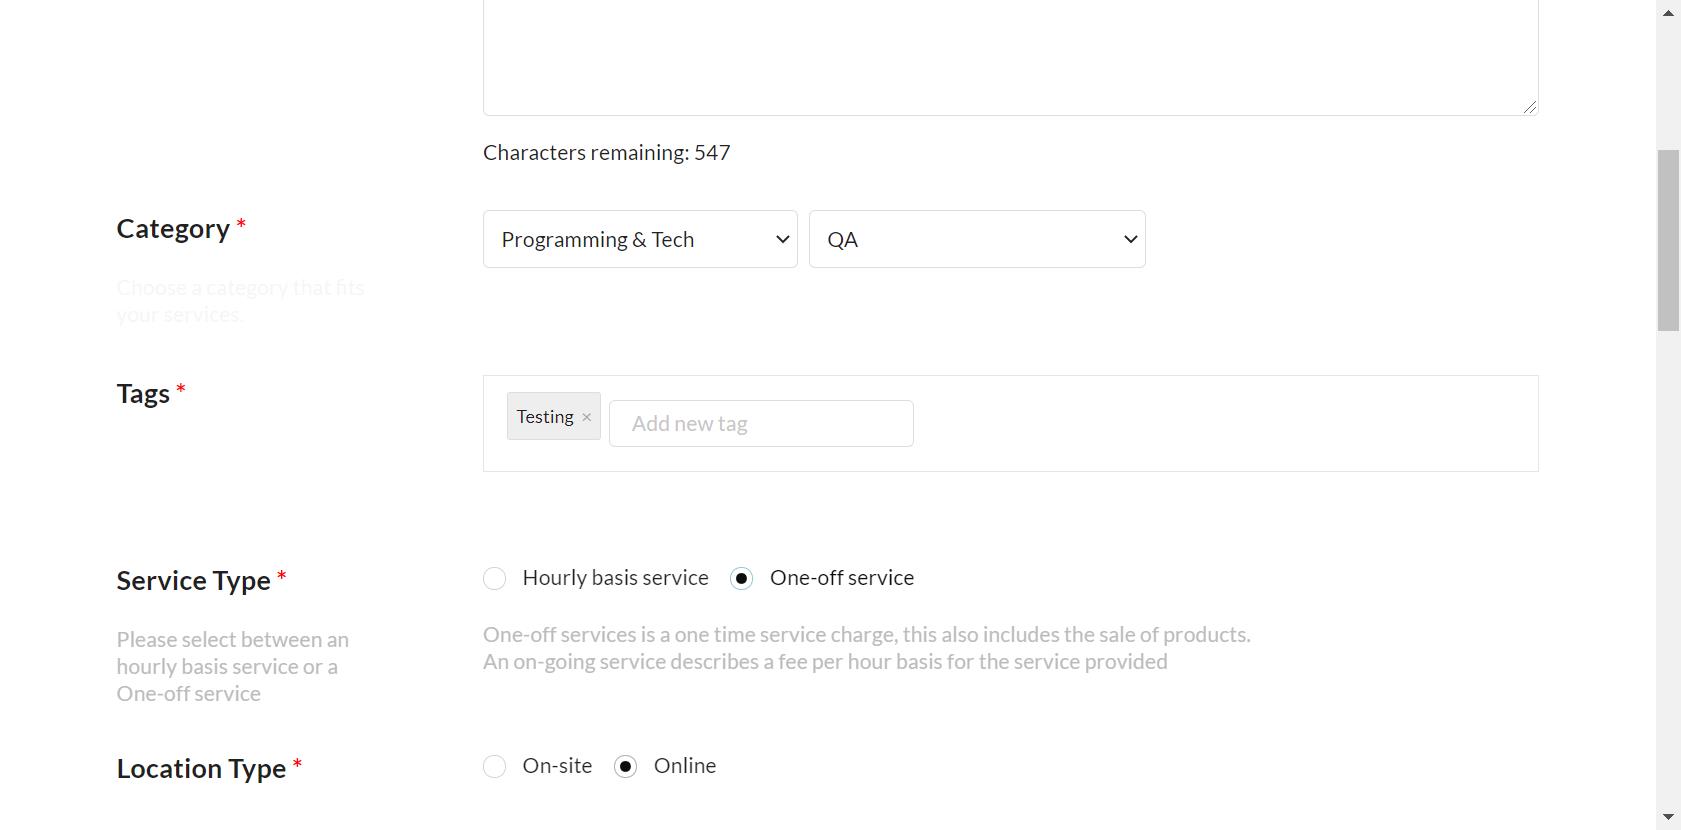 Characters remaining: 547
Category *
Programming & Tech
QA
Choose a category that fits
your services.
Tags *
Testing ×
Add new tag
Service Type *
Hourly basis service
One-off service
Please select between an
hourly basis service or a
One-off service
One-off services is a one time service charge, this also includes the sale of products.
An on-going service describes a fee per hour basis for the service provided
Location Type *
On-site
Online